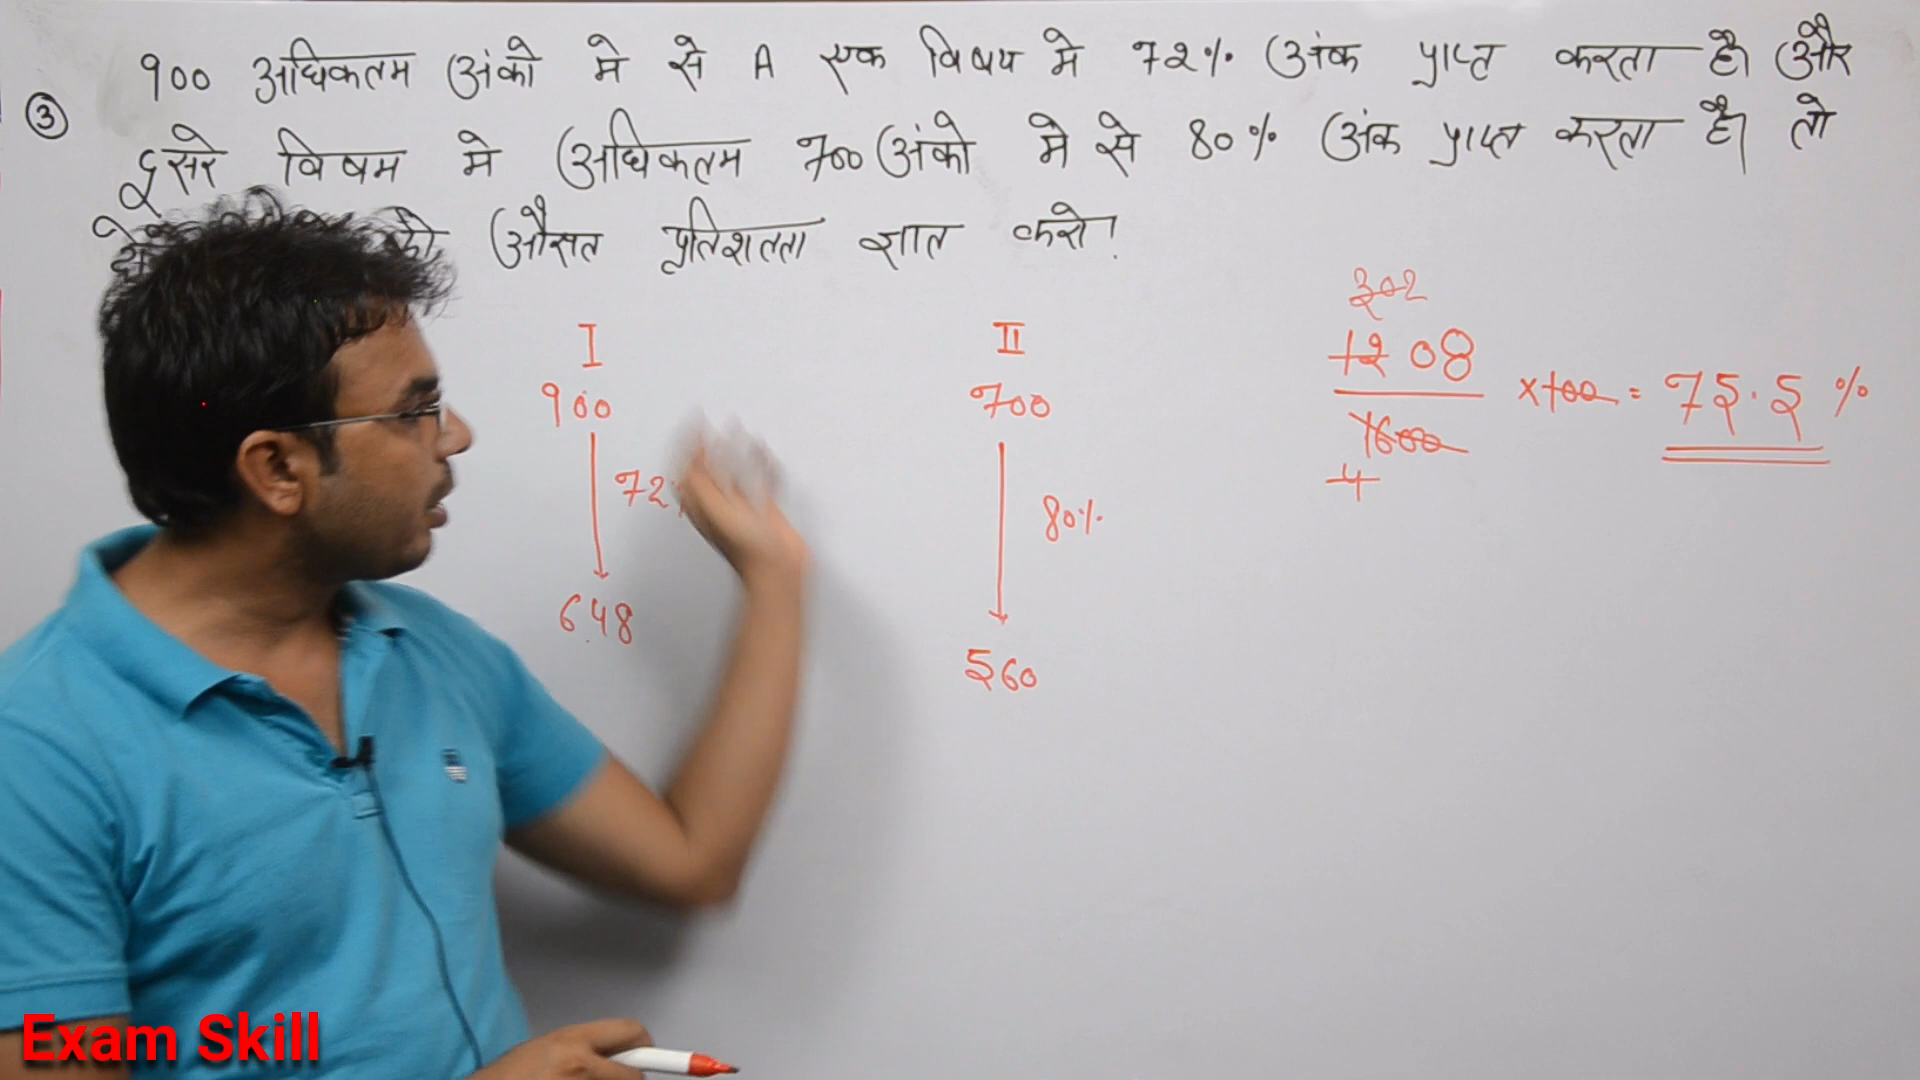 ③ 900 अधिकतम अंको मे से A एक विषय मे 72% अंक प्राप्त करता है। और
दुसरे विषय मे अधिकतम 700 अंको मे से 80% अंक प्राप्त करता है। तो
की औसत प्रतिशतता ज्ञात करो!
I
900
72%
648
II
700
80%
560
302
1208
1600
4
×100 = 75.5 %
Exam Skill